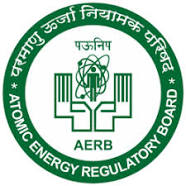 परमाणु ऊर्जा नियामक परिषद
पऊनिप
AERB
ATOMIC ENERGY REGULATORY BOARD